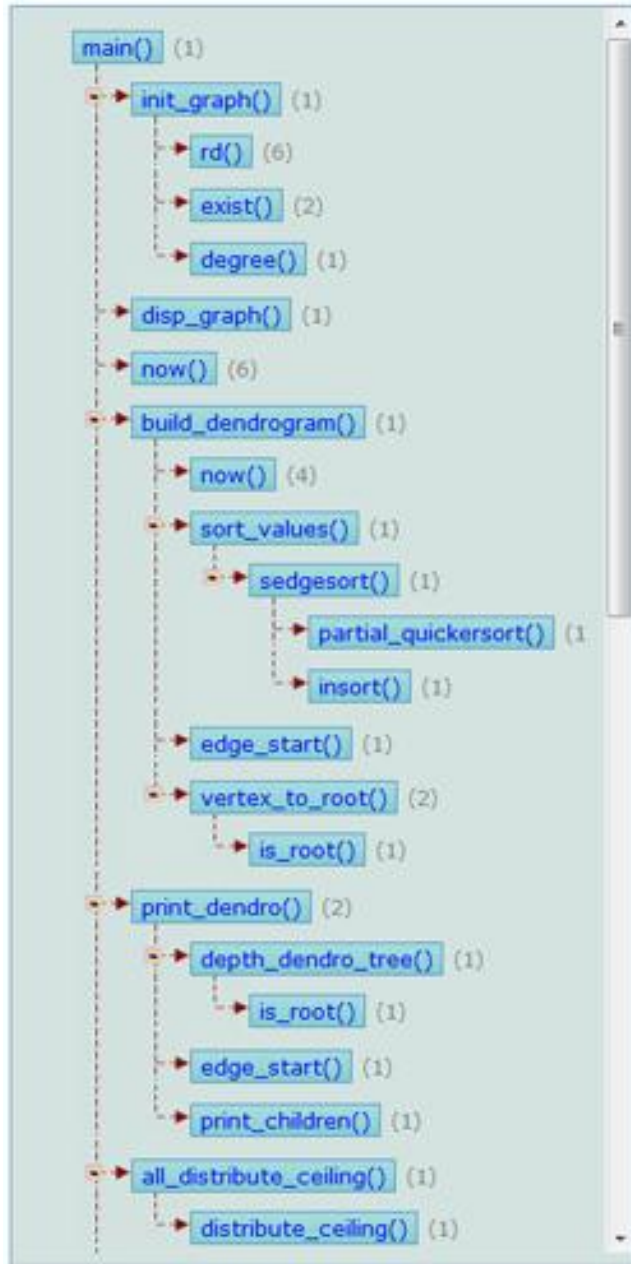 main() (1)
init_graph() (1)
rd() (6)
exist() (2)
degree() (1)
disp_graph() (1)
now() (6)
build_dendrogram() (1)
now() (4)
sort_values() (1)
sedgesort() (1)
partial_quickersort() (1
insort() (1)
edge_start() (1)
vertex_to_root() (2)
is_root() (1)
print_dendro() (2)
depth_dendro_tree() (1)
is_root() (1)
edge_start() (1)
print_children() (1)
all_distribute_ceiling() (1)
distribute_ceiling() (1)